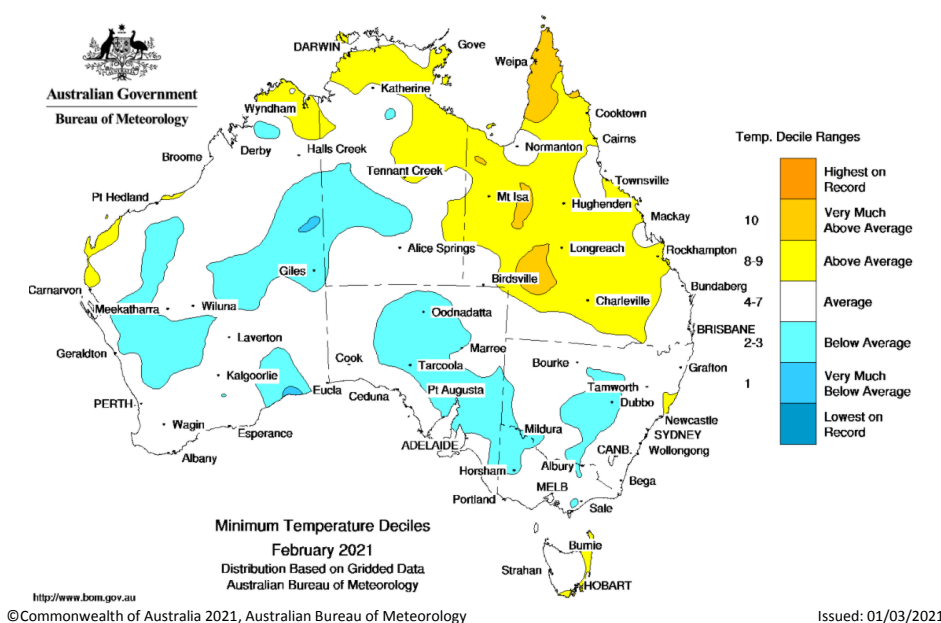 Australian Government
Bureau of Meteorology
DARWIN
Gove
Weipa
Katherine
Wyndham
Cooktown
Cairns
Derby
Halls Creek
Normanton
Broome
Tennant Creek
Townsville
Pt Hedland
Mt Isa
Hughenden
Mackay
Alice Springs
Longreach
Rockhampton
Giles
Birdsville
Carnarvon
Bundaberg
Meekatharra
Wiluna
Charleville
Oodnadatta
BRISBANE
Laverton
Marree
Geraldton
Cook
Tarcoola
Bourke
Grafton
Kalgoorlie
Eucla
Ceduna
Pt Augusta
Tamworth
Dubbo
PERTH
Newcastle
Wagin
Esperance
Mildura
SYDNEY
ADELAIDE
CANB.
Wollongong
Albany
Horsham
Albury
MELB
Bega
Portland
Sale
Burnie
Strahan
HOBART
Temp. Decile Ranges
Highest on
Record
10
Very Much
Above Average
8-9
Above Average
4-7
Average
2-3
Below Average
1
Very Much
Below Average
Lowest on
Record
Minimum Temperature Deciles
February 2021
Distribution Based on Gridded Data
Australian Bureau of Meteorology
http://www.bom.gov.au
©Commonwealth of Australia 2021, Australian Bureau of Meteorology
Issued: 01/03/2021